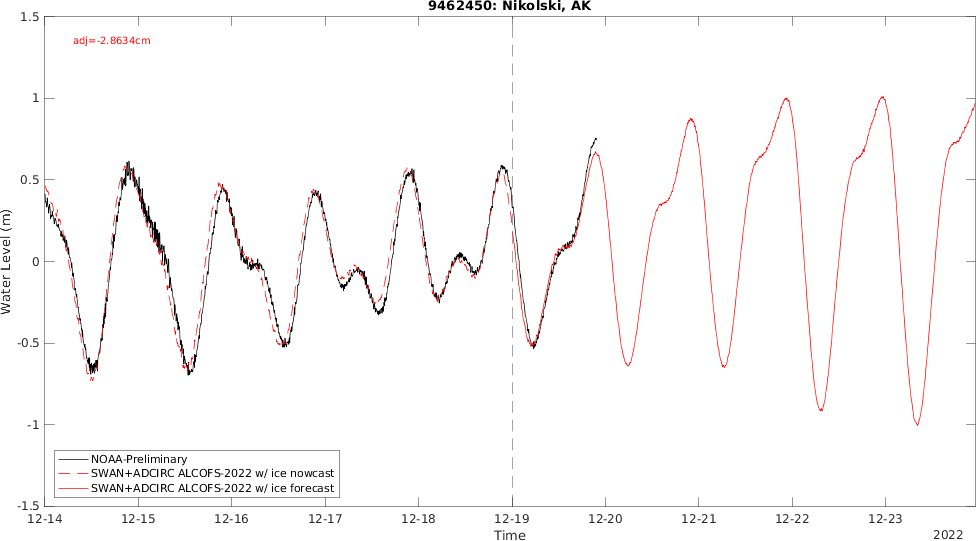 9462450: Nikolski, AK
adj=-2.8634cm
1.5
1
0.5
0
-0.5
-1
-1.5
Water Level (m)
NOAA-Preliminary
SWAN+ADCIRC ALCOFS-2022 w/ ice nowcast
SWAN+ADCIRC ALCOFS-2022 w/ ice forecast
12-14 12-15 12-16 12-17 12-18 12-19 12-20 12-21 12-22 12-23
Time
2022